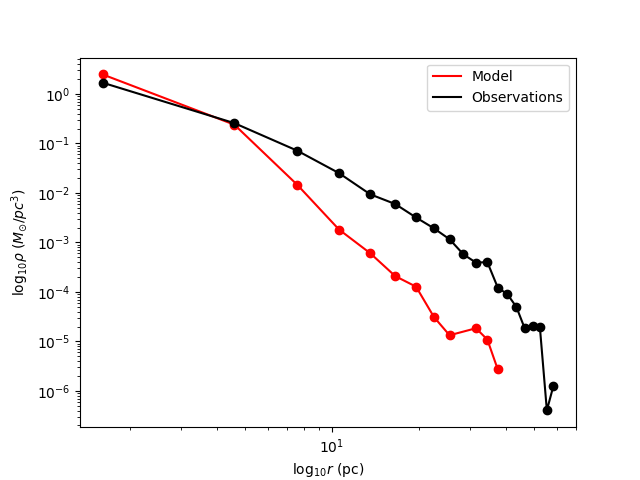 Model
Observations
10⁰
10⁻¹
10⁻²
10⁻³
10⁻⁴
10⁻⁵
10⁻⁶
log₁₀ρ (M⊙/pc³)
10¹
log₁₀r (pc)